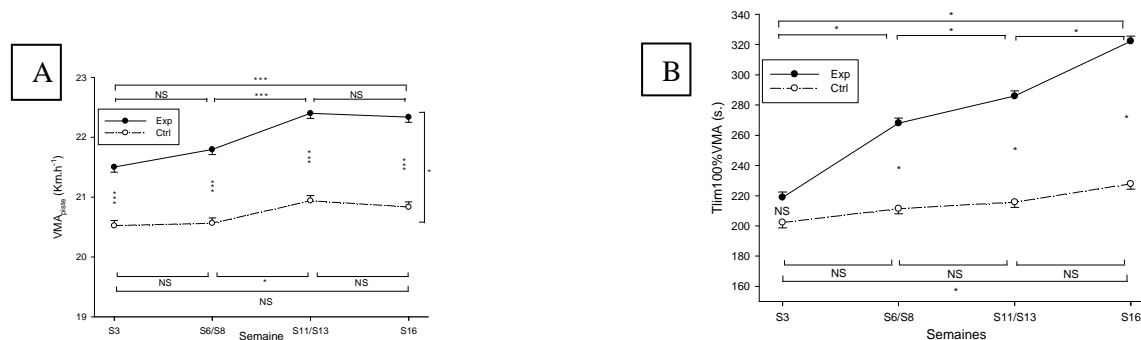 A
VMApiste (Km.h-1)
23
22
21
20
19
***
NS
***
NS
Exp
Ctrl
***
***
***
***
*
NS
*
NS
NS
S3
S6/S8
S11/S13
S16
Semaine
B
Tlim100%VMA (s.)
340
320
300
280
260
240
220
200
180
160
*
*
*
*
Exp
Ctrl
NS
*
*
*
NS
NS
NS
*
S3
S6/S8
S11/S13
S16
Semaines